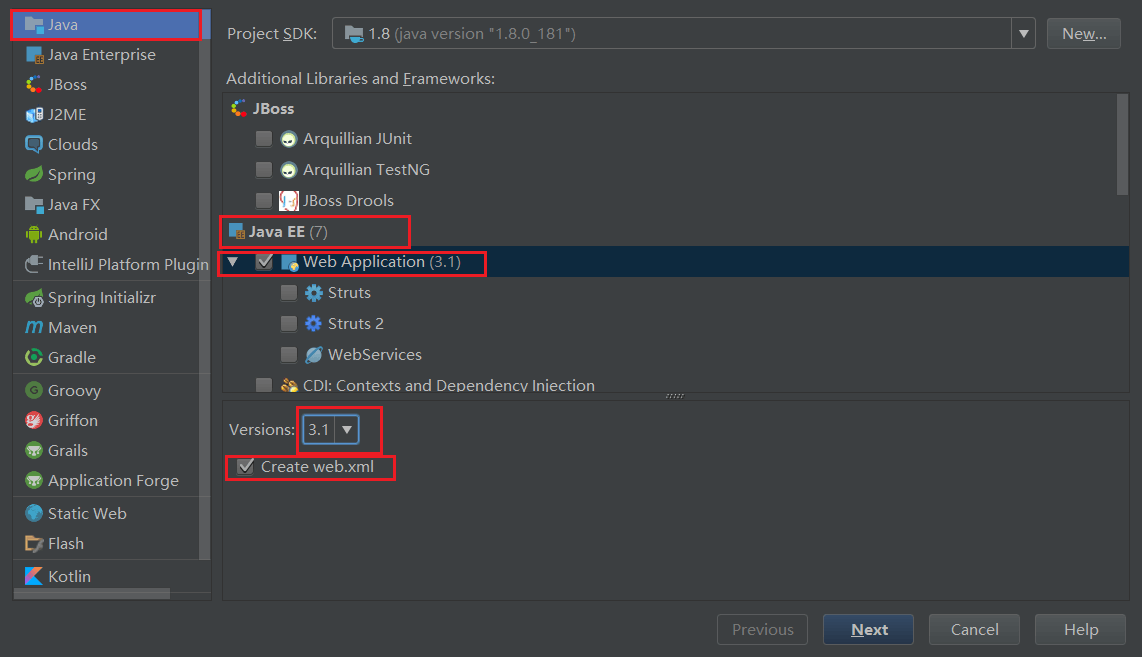 Java
Java Enterprise
JBoss
J2ME
Clouds
Spring
Java FX
Android
IntelliJ Platform Plugin
Spring Initializr
Maven
Gradle
Groovy
Griffon
Grails
Application Forge
Static Web
Flash
Kotlin
Project SDK: 1.8 (java version "1.8.0_181") New...
Additional Libraries and Frameworks:
JBoss
Arquillian JUnit
Arquillian TestNG
JBoss Drools
Java EE (7)
Web Application (3.1)
Struts
Struts 2
WebServices
CDI: Contexts and Dependency Injection
Versions: 3.1
Create web.xml
Previous Next Cancel Help